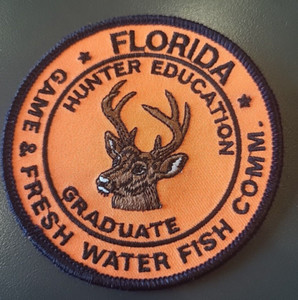 ★ FLORIDA ★
GAME & FRESH WATER FISH COMM.
HUNTER EDUCATION
GRADUATE